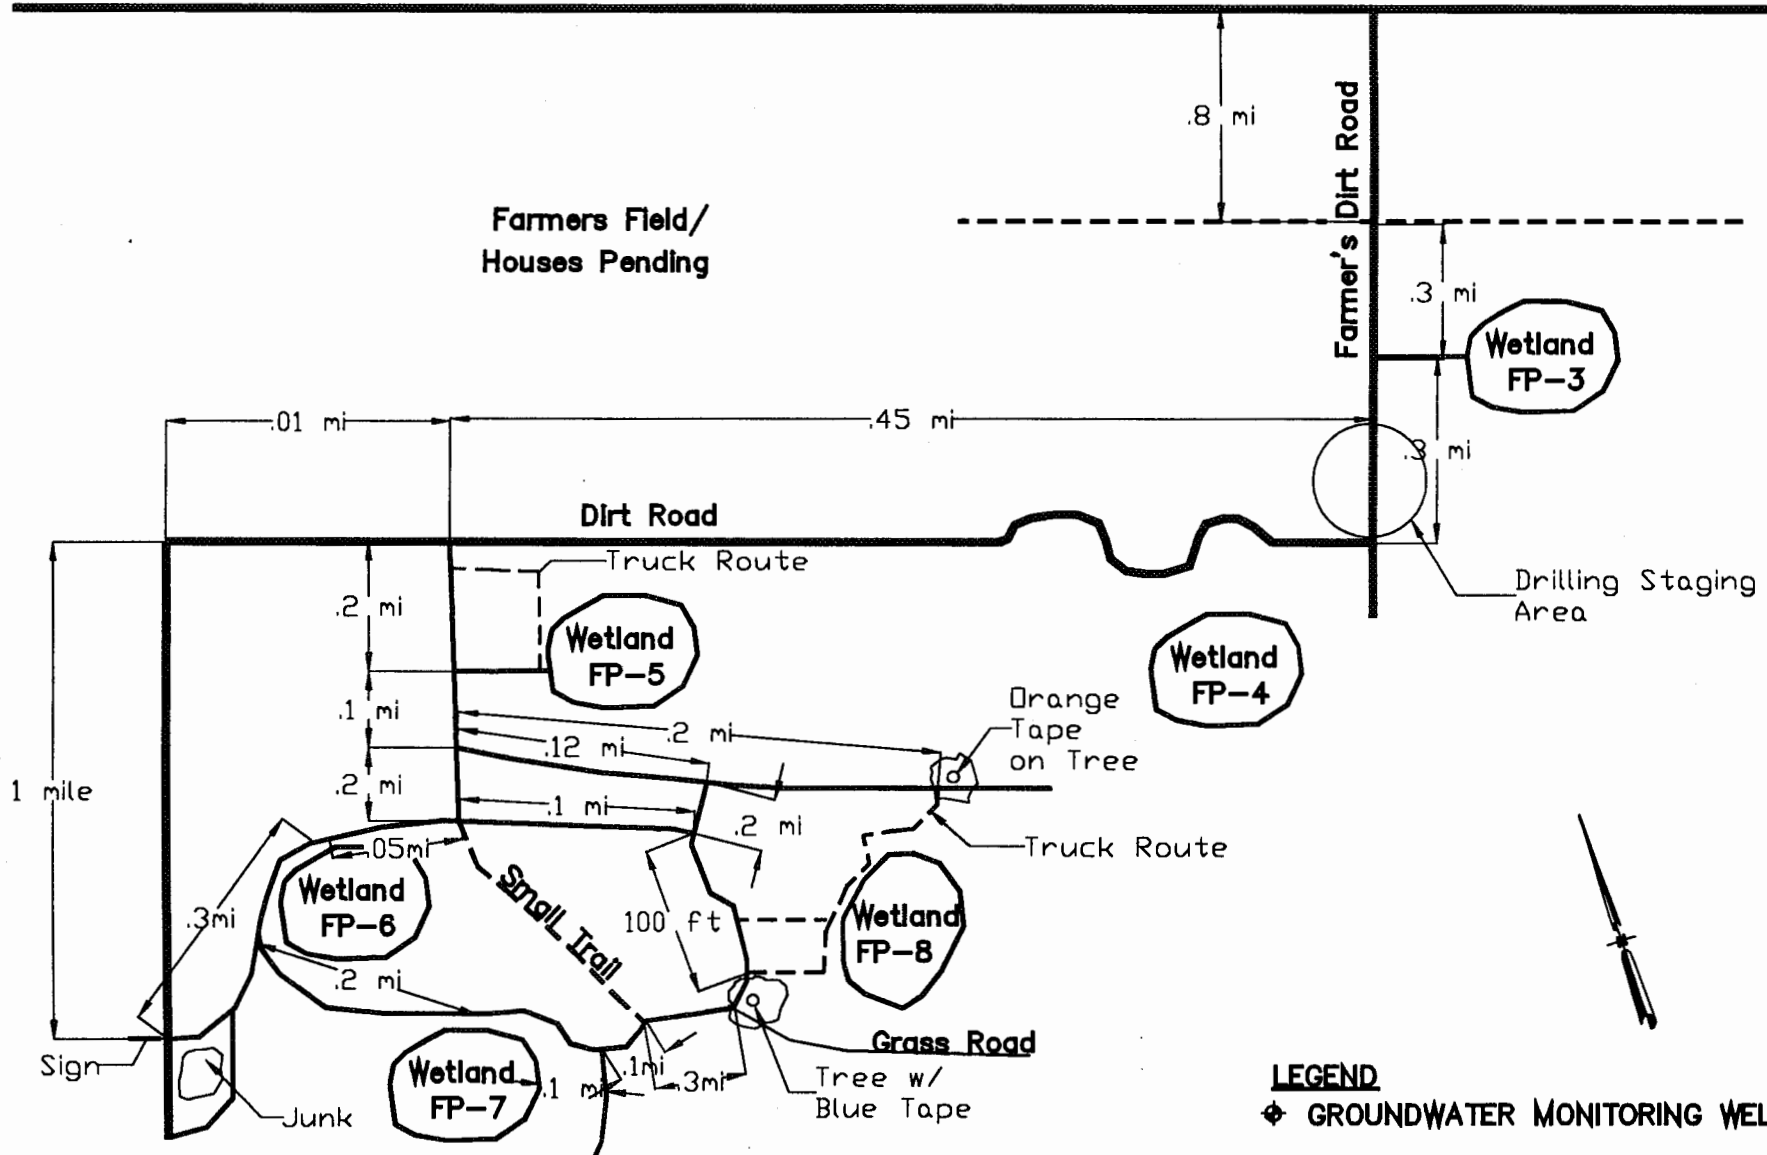 .8 mi
Farmer's Dirt Road
Farmers Field/
Houses Pending
.3 mi
Wetland
FP-3
.01 mi
.45 mi
.3 mi
Dirt Road
Truck Route
Drilling Staging
Area
.2 mi
Wetland
FP-5
Wetland
FP-4
.1 mi
Orange
Tape
on Tree
.2 mi
.12 mi
.2 mi
1 mile
.1 mi
.2 mi
Truck Route
.05mi
Wetland
FP-6
.3mi
Small Trail
100 ft
Wetland
FP-8
.2 mi
Grass Road
Sign
Wetland
FP-7
.1 mi
.1mi
.3mi
Tree w/
Blue Tape
Junk
LEGEND
GROUNDWATER MONITORING WEL